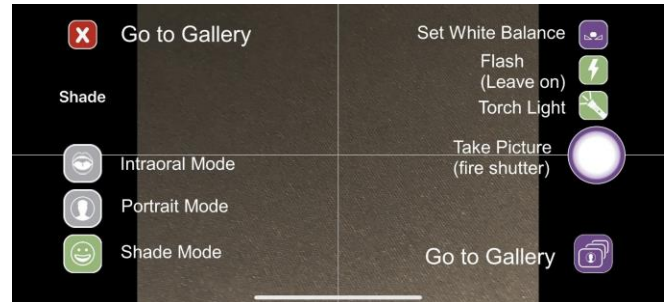 Go to Gallery
Set White Balance
Flash
(Leave on)
Shade
Torch Light
Take Picture
(fire shutter)
Intraoral Mode
Portrait Mode
Shade Mode
Go to Gallery